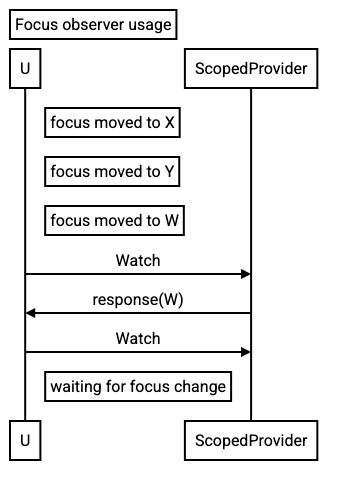 Focus observer usage
U
ScopedProvider
focus moved to X
focus moved to Y
focus moved to W
Watch
response(W)
Watch
waiting for focus change
U
ScopedProvider